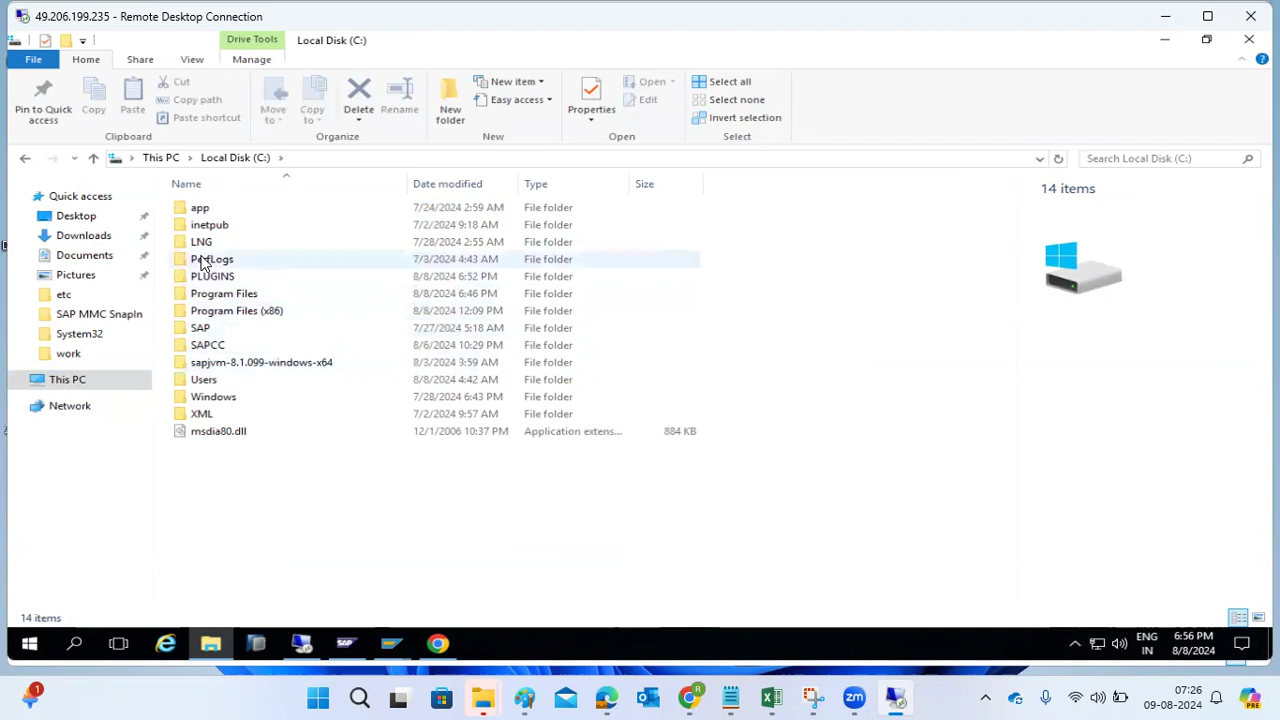 49.206.199.235 - Remote Desktop Connection
Drive Tools
Local Disk (C:)
File
Home
Share
View
Manage
Pin to Quick access
Copy
Paste
Cut
Copy path
Paste shortcut
Move to
Copy to
Delete
Rename
New folder
New item
Easy access
Properties
Open
Edit
Select all
Select none
Invert selection
Clipboard
Organize
New
Open
Select
This PC
Local Disk (C:)
Search Local Disk (C:)
Name
Date modified
Type
Size
Quick access
Desktop
Downloads
Documents
Pictures
etc
SAP MMC SnapIn
System32
work
This PC
Network
app 7/24/2024 2:59 AM File folder
inetpub 7/2/2024 9:18 AM File folder
LNG 7/28/2024 2:55 AM File folder
PerfLogs 7/3/2024 4:43 AM File folder
PLUGINS 8/8/2024 6:52 PM File folder
Program Files 8/8/2024 6:46 PM File folder
Program Files (x86) 8/8/2024 12:09 PM File folder
SAP 7/27/2024 5:18 AM File folder
SAPCC 8/6/2024 10:29 PM File folder
sapjvm-8.1.099-windows-x64 8/3/2024 3:59 AM File folder
Users 8/8/2024 4:42 AM File folder
Windows 7/28/2024 6:43 PM File folder
XML 7/2/2024 9:57 AM File folder
msdia80.dll 12/1/2006 10:37 PM Application extens... 884 KB
14 items
14 items
SAP
ENG
IN
6:56 PM
8/8/2024
1
R
zm
07:26
09-08-2024
PRE